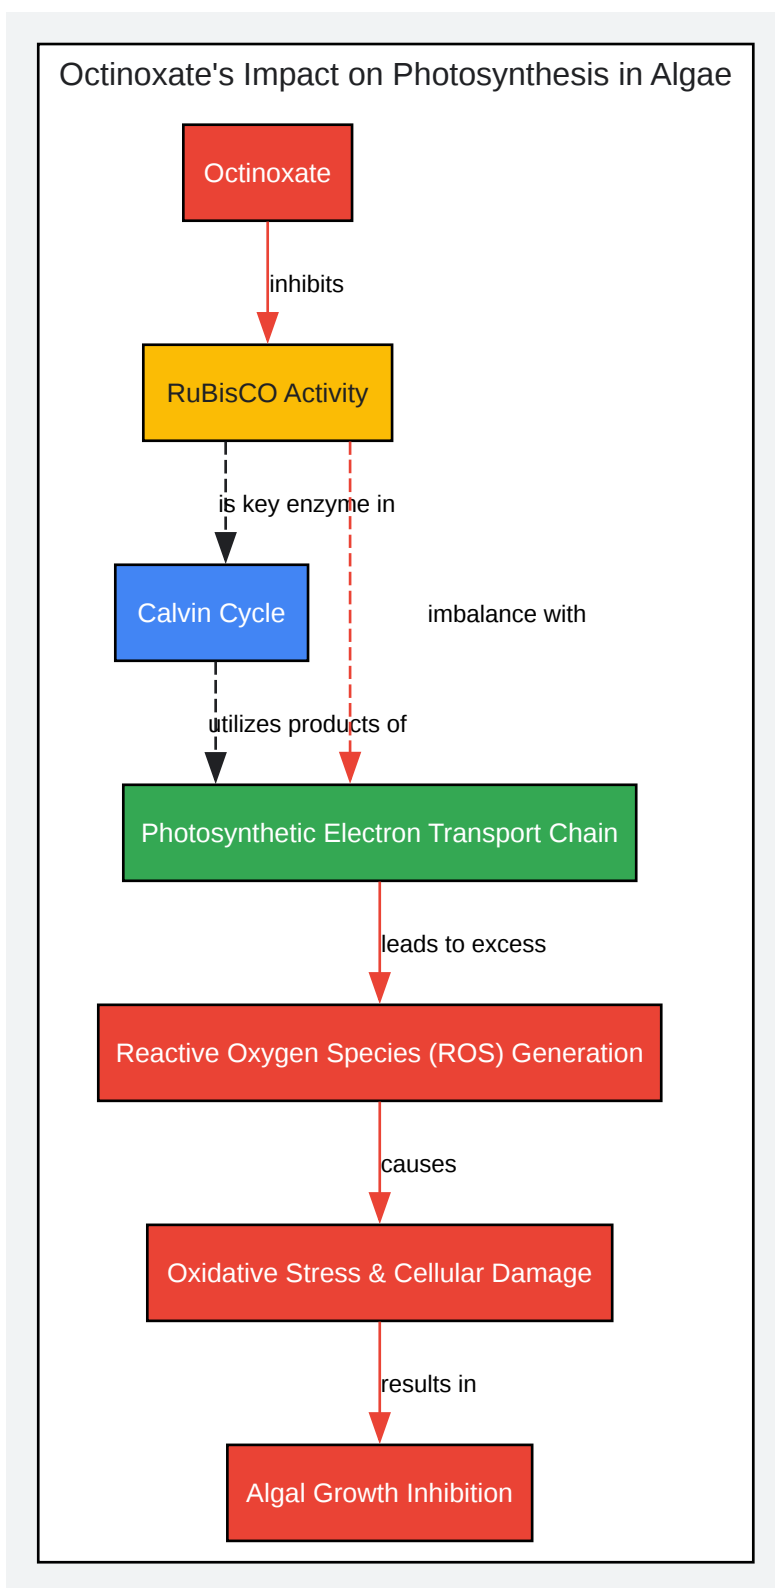 Octinoxate's Impact on Photosynthesis in Algae
Octinoxate
inhibits
RuBisCO Activity
is key enzyme in
Calvin Cycle
imbalance with
utilizes products of
Photosynthetic Electron Transport Chain
leads to excess
Reactive Oxygen Species (ROS) Generation
causes
Oxidative Stress & Cellular Damage
results in
Algal Growth Inhibition